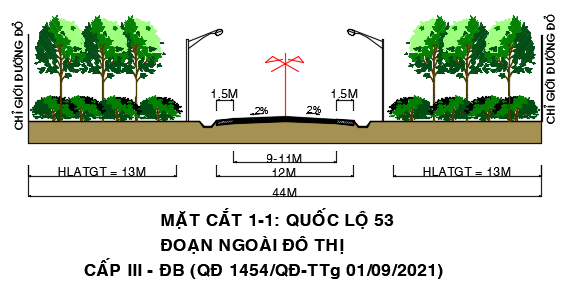 CHỈ GIỚI ĐƯỜNG ĐỎ
CHỈ GIỚI ĐƯỜNG ĐỎ
1.5M
1.5M
2%
2%
9-11M
HLATGT = 13M
12M
HLATGT = 13M
44M
MẶT CẮT 1-1: QUỐC LỘ 53
ĐOẠN NGOÀI ĐÔ THỊ
CẤP III - ĐB (QĐ 1454/QĐ-TTg 01/09/2021)